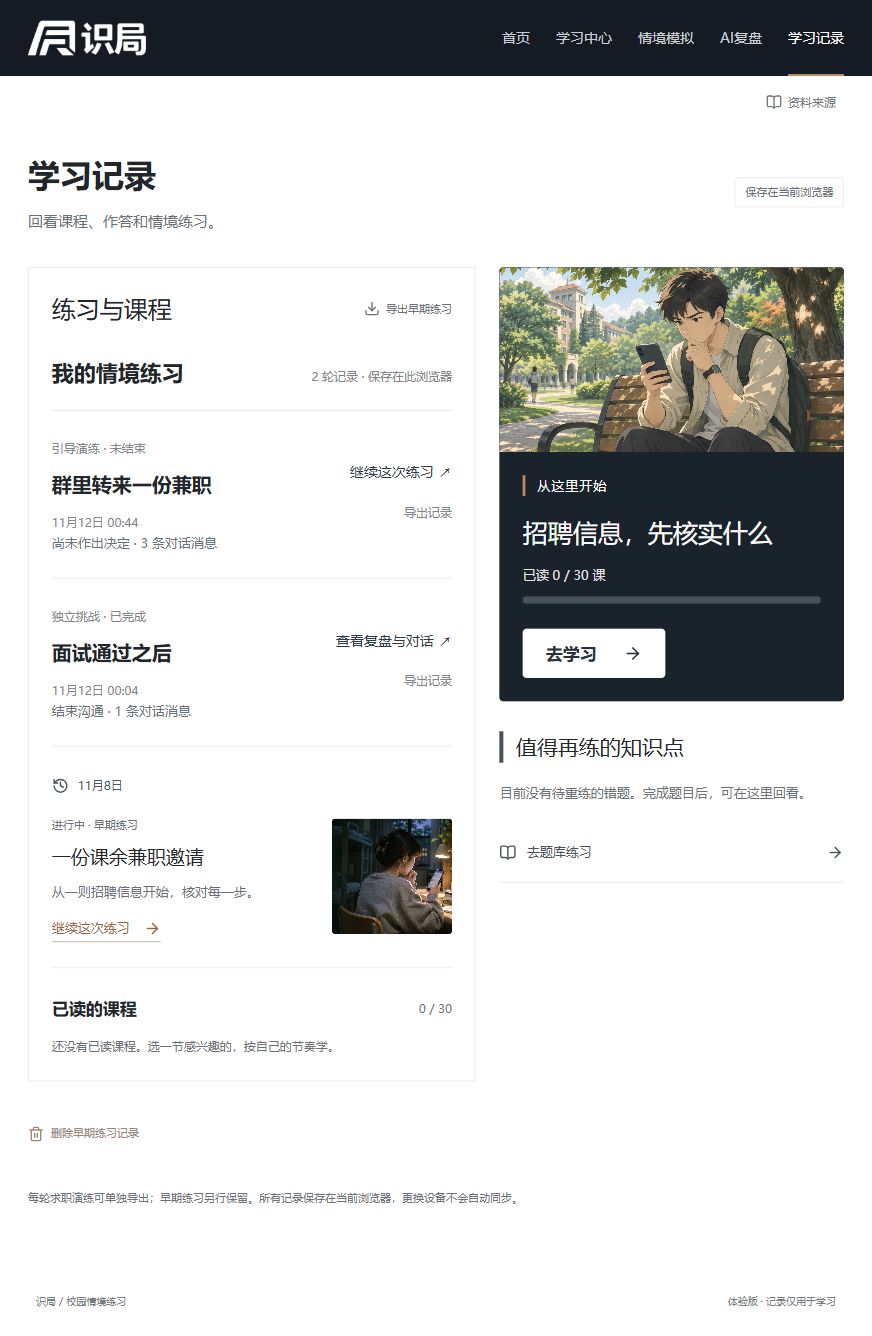 识局
首页 学习中心 情境模拟 AI复盘 学习记录
资料来源
学习记录
回看课程、作答和情境练习。
保存在当前浏览器
练习与课程
导出早期练习
我的情境练习
2 轮记录 · 保存在此浏览器
引导演练 · 未结束
群里转来一份兼职
11月12日 00:44
尚未作出决定 · 3 条对话消息
继续这次练习 ↗
导出记录
独立挑战 · 已完成
面试通过之后
11月12日 00:04
结束沟通 · 1 条对话消息
查看复盘与对话 ↗
导出记录
11月8日
进行中 · 早期练习
一份课余兼职邀请
从一则招聘信息开始，核对每一步。
继续这次练习 →
已读的课程
0 / 30
还没有已读课程。选一节感兴趣的，按自己的节奏学。
从这里开始
招聘信息，先核实什么
已读 0 / 30 课
去学习 →
值得再练的知识点
目前没有待重练的错题。完成题目后，可在这里回看。
去题库练习 →
删除早期练习记录
每轮求职演练可单独导出；早期练习另行保留。所有记录保存在当前浏览器，更换设备不会自动同步。
识局 / 校园情境练习
体验版 · 记录仅用于学习